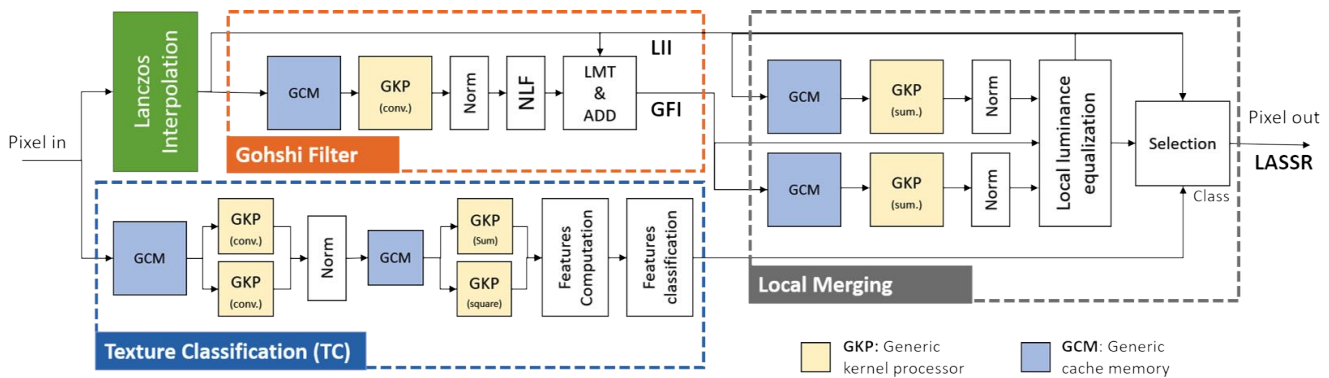 Pixel in
Lanczos
Interpolation
GCM
GKP
(conv.)
Norm
NLF
LMT
&
ADD
LII
GFI
Gohshi Filter
GCM
GKP
(conv.)
GKP
(conv.)
Norm
GCM
GKP
(Sum)
GKP
(square)
Features
Computation
Features
classification
Texture Classification (TC)
GCM
GKP
(sum.)
Norm
GCM
GKP
(sum.)
Norm
Local luminance
equalization
Selection
Class
Pixel out
LASSR
Local Merging
GKP: Generic
kernel processor
GCM: Generic
cache memory